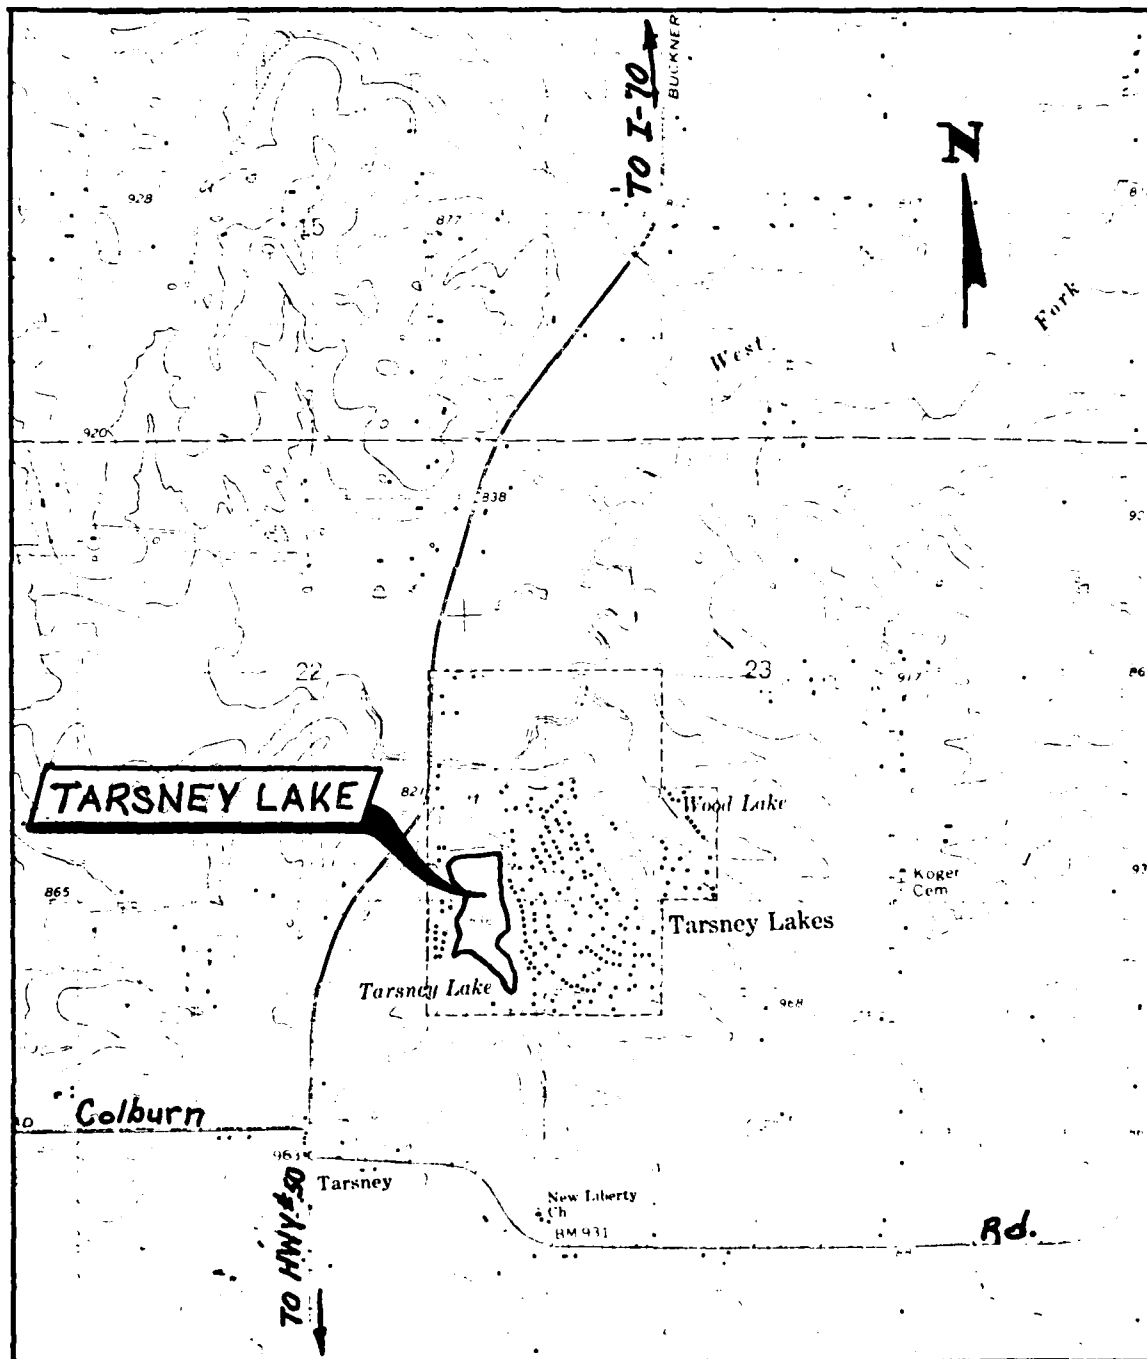 TO I-70
BUCKNER
N
928
15
877
West Fork
920
838
22
23
917
TARSNEY LAKE
821
Wood Lake
865
Koger
Cem
Tarsney Lakes
Tarsney Lake
968
Colburn
963
Tarsney
TO HWY #50
New Liberty
Ch
BM 931
Rd.